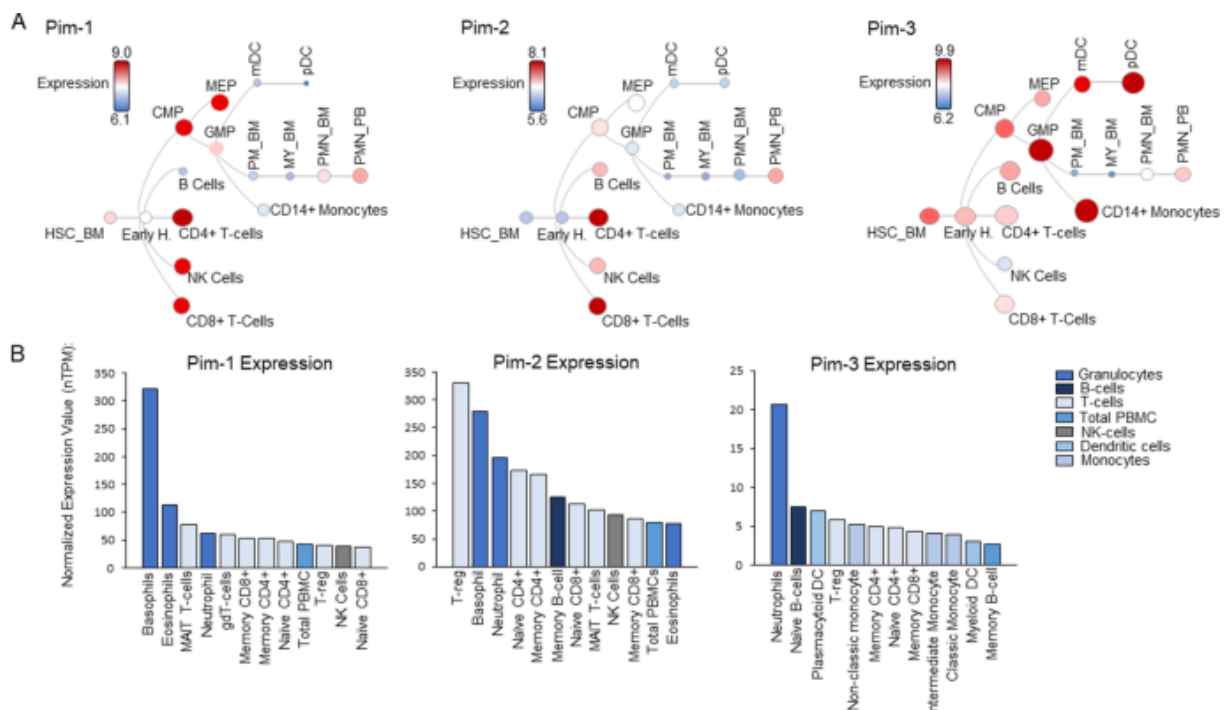 A
Pim-1
9.0
Expression
6.1
mDC
pDC
MEP
CMP
GMP
PM_BM
MY_BM
PMN_BM
PMN_PB
B Cells
CD14+ Monocytes
HSC_BM
Early H.
CD4+ T-cells
NK Cells
CD8+ T-Cells
Pim-2
8.1
Expression
5.6
mDC
pDC
MEP
CMP
GMP
PM_BM
MY_BM
PMN_BM
PMN_PB
B Cells
CD14+ Monocytes
HSC_BM
Early H.
CD4+ T-cells
NK Cells
CD8+ T-Cells
Pim-3
9.9
Expression
6.2
mDC
pDC
MEP
CMP
GMP
PM_BM
MY_BM
PMN_BM
PMN_PB
B Cells
CD14+ Monocytes
HSC_BM
Early H.
CD4+ T-cells
NK Cells
CD8+ T-Cells
B
Normalized Expression Value (nTPM):
Pim-1 Expression
350
300
250
200
150
100
50
0
Basophils
Eosinophils
MAIT T-cells
Neutrophil
gdT-cells
Memory CD8+
Memory CD4+
Naive CD4+
Total PBMC
T-reg
NK Cells
Naive CD8+
Pim-2 Expression
350
300
250
200
150
100
50
0
T-reg
Basophil
Neutrophil
Naïve CD4+
Memory CD4+
Memory B-cell
Naïve CD8+
MAIT T-cells
NK Cells
Memory CD8+
Total PBMCs
Eosinophils
Pim-3 Expression
25
20
15
10
5
0
Neutrophils
Naïve B-cells
Plasmacytoid DC
T-reg
Non-classic monocyte
Memory CD4+
Naïve CD4+
Memory CD8+
Intermediate Monocyte
Classic Monocyte
Myeloid DC
Memory B-cell
Granulocytes
B-cells
T-cells
Total PBMC
NK-cells
Dendritic cells
Monocytes